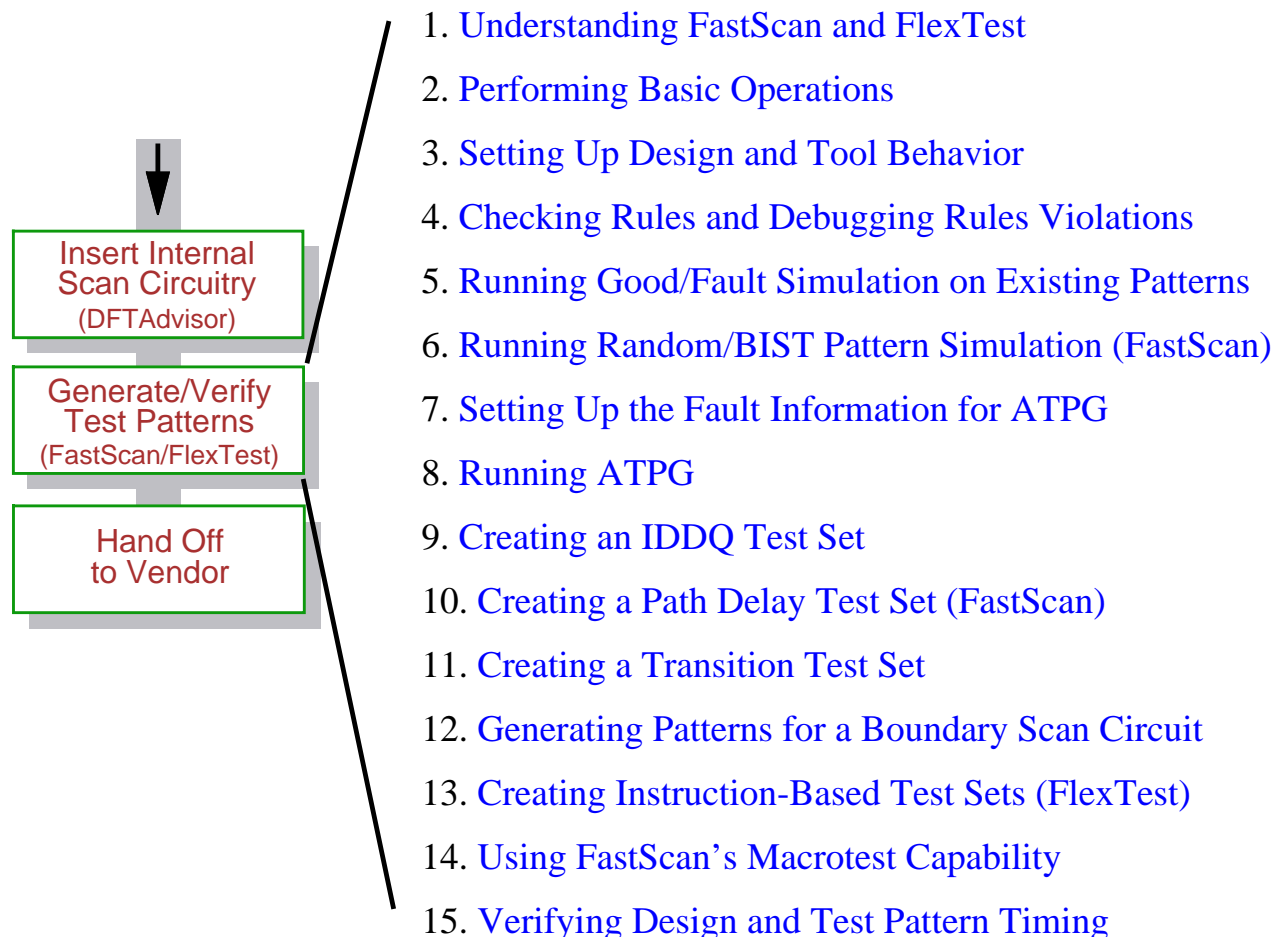 1. Understanding FastScan and FlexTest
2. Performing Basic Operations
3. Setting Up Design and Tool Behavior
4. Checking Rules and Debugging Rules Violations
5. Running Good/Fault Simulation on Existing Patterns
6. Running Random/BIST Pattern Simulation (FastScan)
7. Setting Up the Fault Information for ATPG
8. Running ATPG
9. Creating an IDDQ Test Set
10. Creating a Path Delay Test Set (FastScan)
11. Creating a Transition Test Set
12. Generating Patterns for a Boundary Scan Circuit
13. Creating Instruction-Based Test Sets (FlexTest)
14. Using FastScan’s Macrotest Capability
15. Verifying Design and Test Pattern Timing
Insert Internal
Scan Circuitry
(DFTAdvisor)
Generate/Verify
Test Patterns
(FastScan/FlexTest)
Hand Off
to Vendor